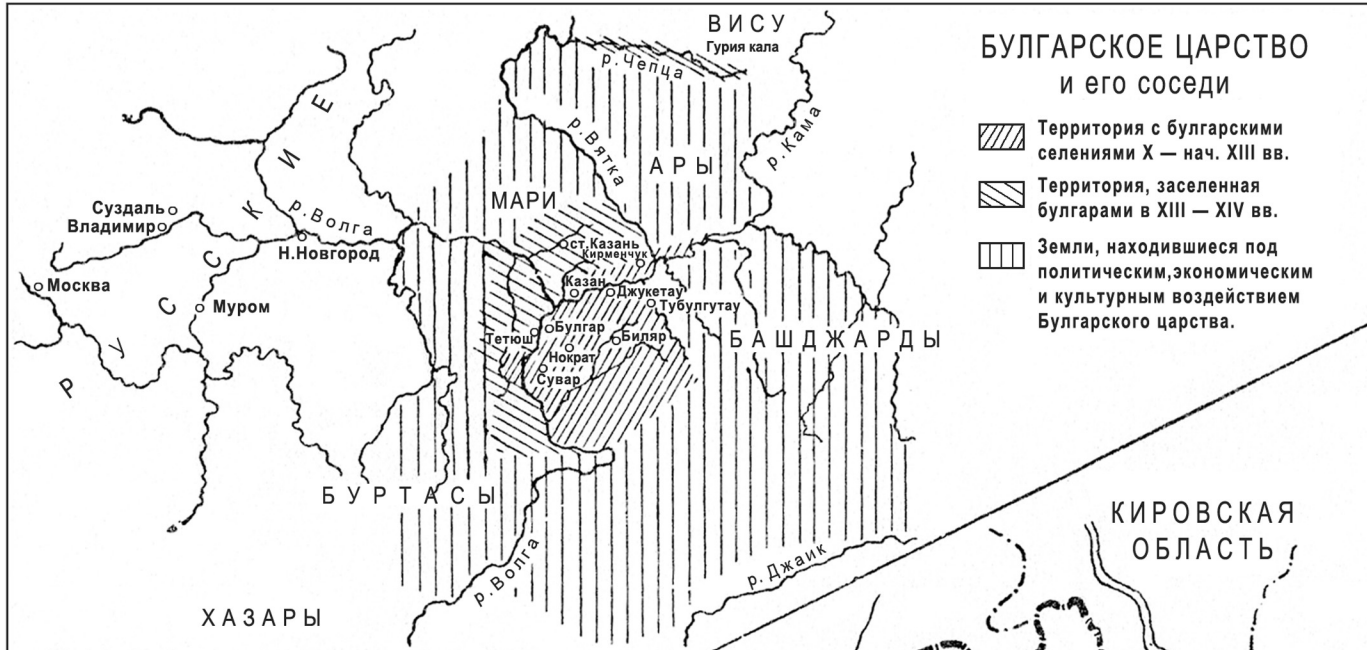 БУЛГАРСКОЕ ЦАРСТВО
и его соседи
Территория с булгарскими
селениями X — нач. XIII вв.
Территория, заселенная
булгарами в XIII — XIV вв.
Земли, находившиеся под
политическим,экономическим
и культурным воздействием
Булгарского царства.
ВИСУ
Гурия кала
р.Чепца
р.Вятка
АРЫ
р.Кама
МАРИ
РУССКИЕ
Суздаль
Владимир
р.Волга
Н.Новгород
Москва
Муром
ст.Казань
Кирменчук
Казан
Джукетау
Тубулгутау
Тетюш
Булгар
Биляр
Нократ
Сувар
БАШДЖАРДЫ
БУРТАСЫ
р.Волга
р.Джаик
ХАЗАРЫ
КИРОВСКАЯ
ОБЛАСТЬ